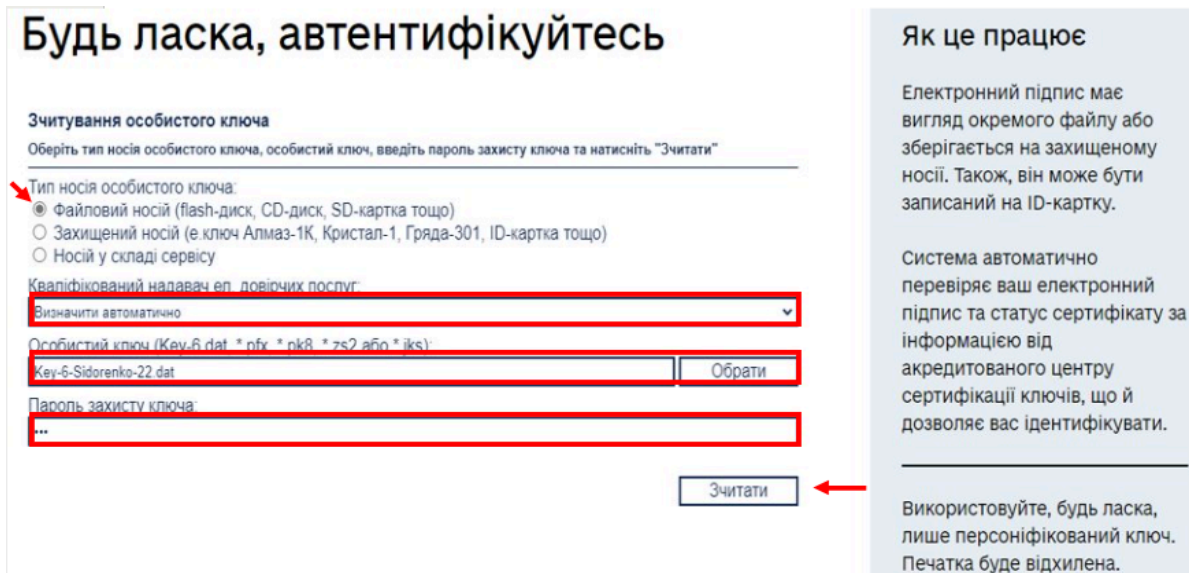 Будь ласка, автентифікуйтесь
Зчитування особистого ключа
Оберіть тип носія особистого ключа, особистий ключ, введіть пароль захисту ключа та натисніть "Зчитати"
Тип носія особистого ключа:
Файловий носій (flash-диск, CD-диск, SD-картка тощо)
Захищений носій (е.ключ Алмаз-1К, Кристал-1, Гряда-301, ID-картка тощо)
Носій у складі сервісу
Кваліфікований надавач ел. довірчих послуг:
Визначити автоматично
Особистий ключ (Key-6.dat, *.pfx, *.pk8, *.zs2 або *.jks):
Key-6-Sidorenko-22.dat
Обрати
Пароль захисту ключа:
•••
Зчитати
Як це працює
Електронний підпис має
вигляд окремого файлу або
зберігається на захищеному
носії. Також, він може бути
записаний на ID-картку.
Система автоматично
перевіряє ваш електронний
підпис та статус сертифікату за
інформацією від
акредитованого центру
сертифікації ключів, що й
дозволяє вас ідентифікувати.
Використовуйте, будь ласка,
лише персоніфікований ключ.
Печатка буде відхилена.